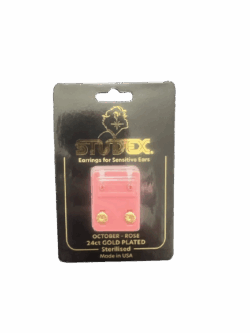 STUDEX
Earrings for Sensitive Ears
OCTOBER - ROSE
24ct GOLD PLATED
Sterilised
Made in USA